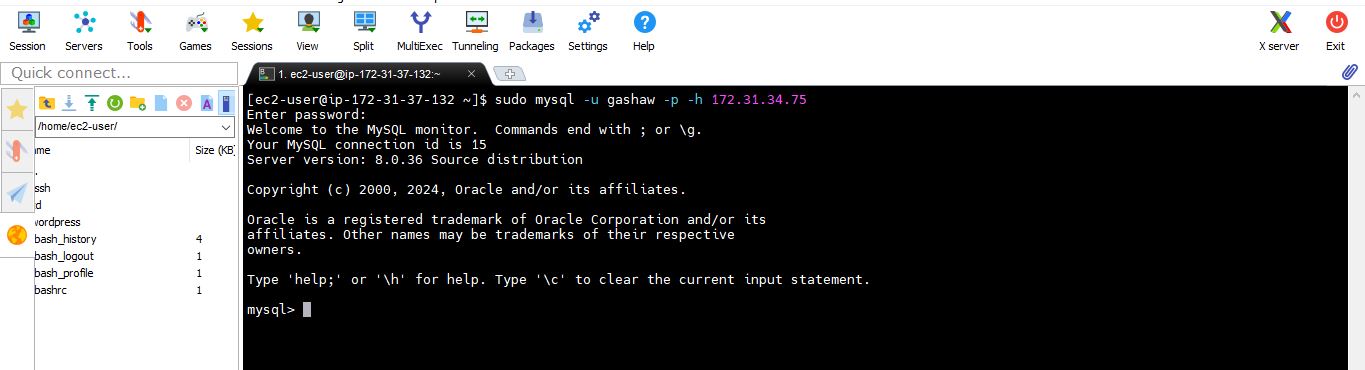 Session Servers Tools Games Sessions View Split MultiExec Tunneling Packages Settings Help X server Exit
Quick connect...
1. ec2-user@ip-172-31-37-132:~
/home/ec2-user/
me Size (KB)
ssh
d
wordpress
bash_history 4
bash_logout 1
bash_profile 1
bashrc 1
[ec2-user@ip-172-31-37-132 ~]$ sudo mysql -u gashaw -p -h 172.31.34.75
Enter password:
Welcome to the MySQL monitor.  Commands end with ; or \g.
Your MySQL connection id is 15
Server version: 8.0.36 Source distribution
Copyright (c) 2000, 2024, Oracle and/or its affiliates.
Oracle is a registered trademark of Oracle Corporation and/or its
affiliates. Other names may be trademarks of their respective
owners.
Type 'help;' or '\h' for help. Type '\c' to clear the current input statement.
mysql>